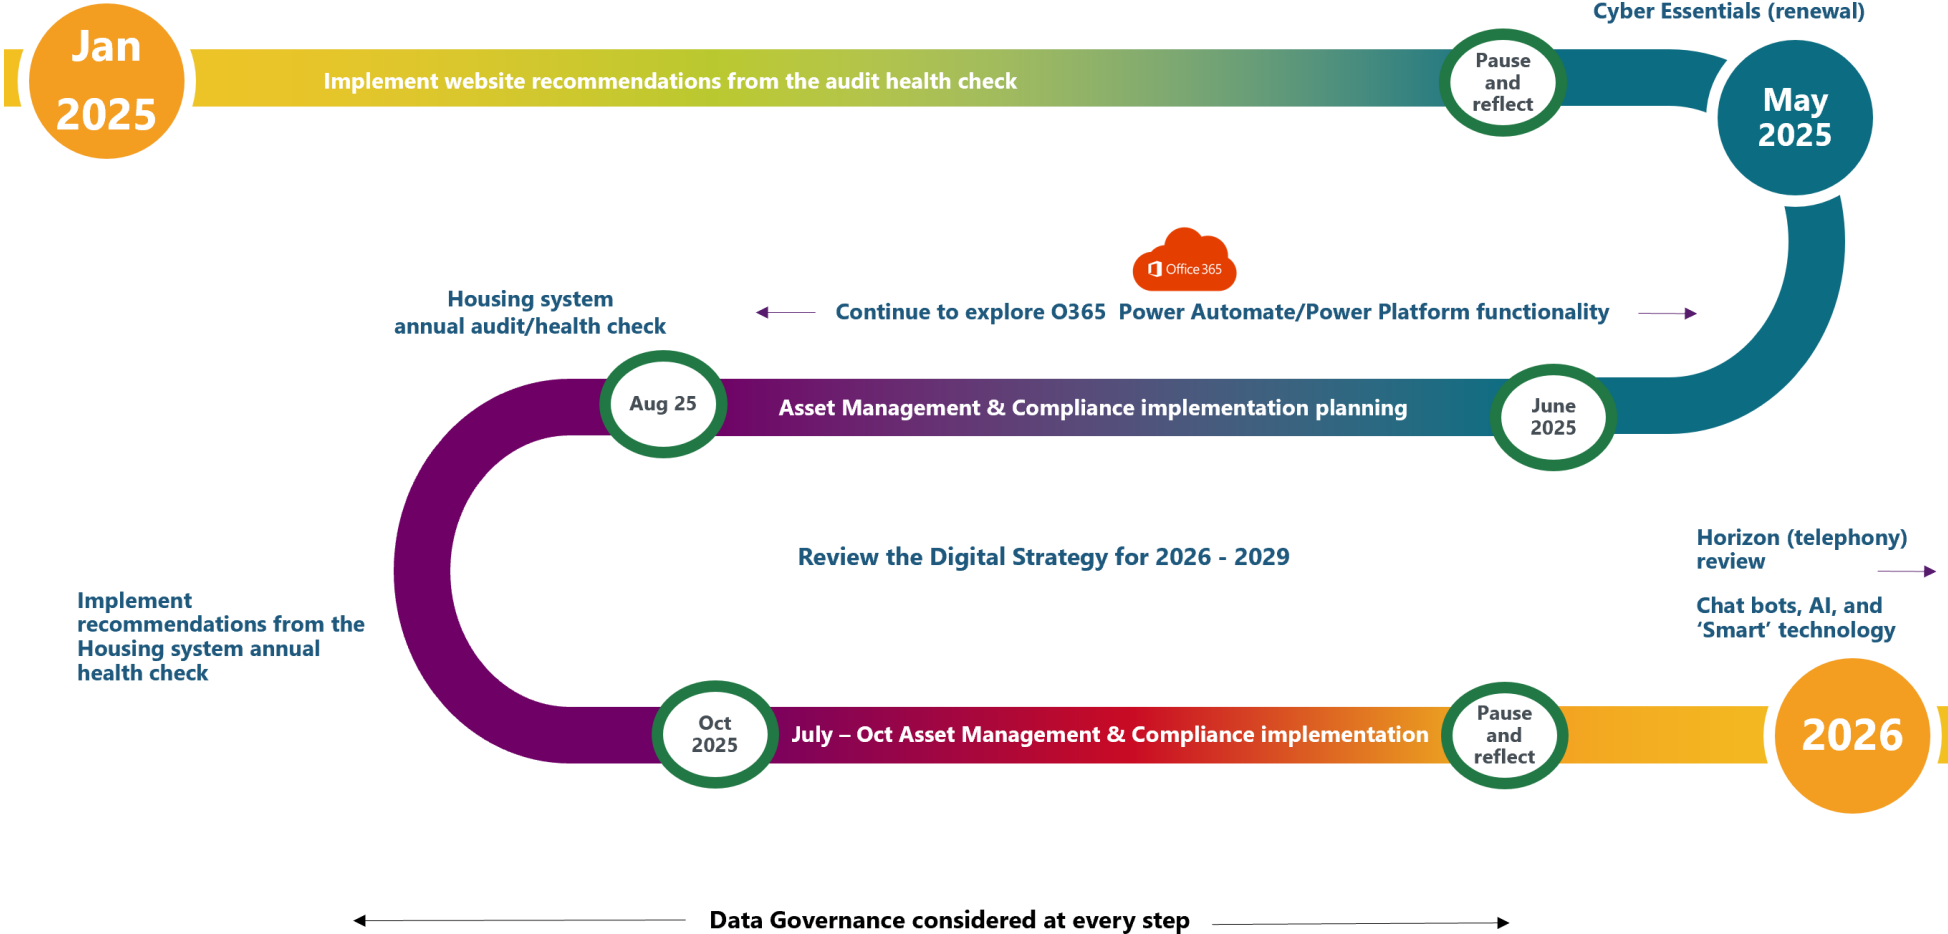 Cyber Essentials (renewal)
Jan
2025
Implement website recommendations from the audit health check
Pause
and
reflect
May
2025
Office 365
Continue to explore O365  Power Automate/Power Platform functionality
Housing system
annual audit/health check
Aug 25
Asset Management & Compliance implementation planning
June
2025
Review the Digital Strategy for 2026 - 2029
Horizon (telephony)
review
Chat bots, AI, and
‘Smart’ technology
Implement
recommendations from the
Housing system annual
health check
Oct
2025
July – Oct Asset Management & Compliance implementation
Pause
and
reflect
2026
Data Governance considered at every step